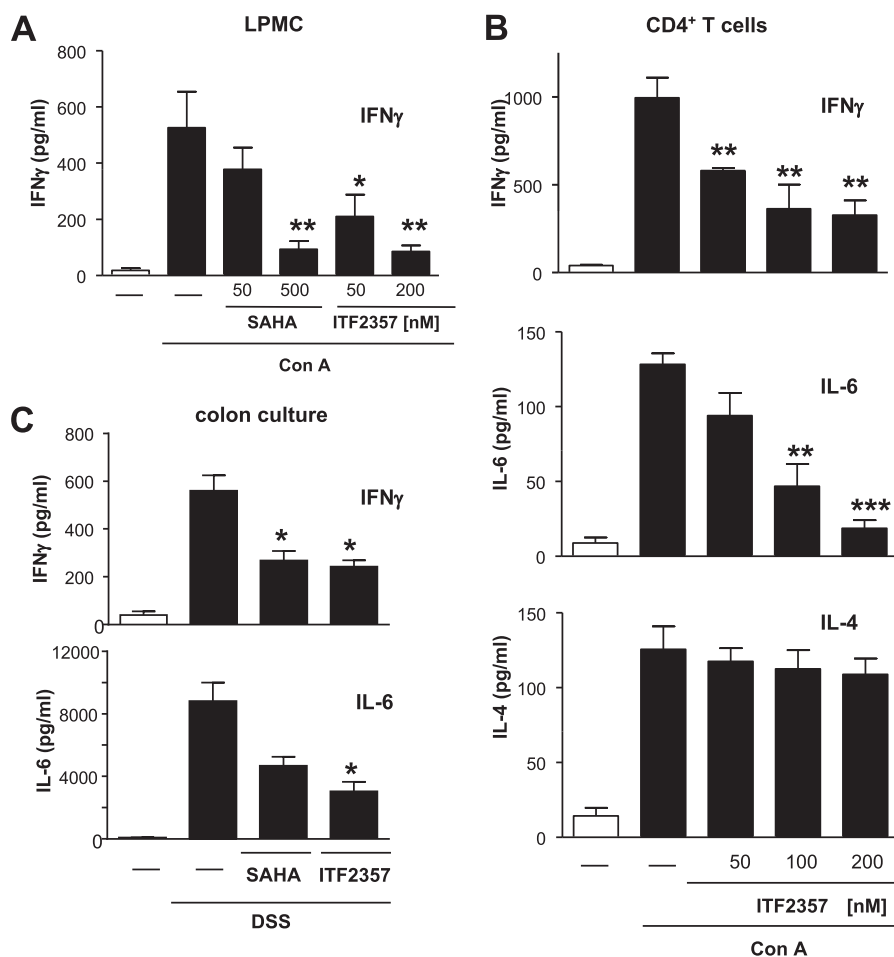 A
LPMC
800
600
400
200
0
IFNγ (pg/ml)
IFNγ
*
**
**
— — 50 500 50 200
SAHA ITF2357 [nM]
Con A
B
CD4+ T cells
1000
500
0
IFNγ (pg/ml)
IFNγ
**
**
**
150
100
50
0
IL-6 (pg/ml)
IL-6
**
***
150
100
50
0
IL-4 (pg/ml)
IL-4
— — 50 100 200
ITF2357 [nM]
Con A
C
colon culture
800
600
400
200
0
IFNγ (pg/ml)
IFNγ
*
*
12000
8000
4000
0
IL-6 (pg/ml)
IL-6
*
— — SAHA ITF2357
DSS